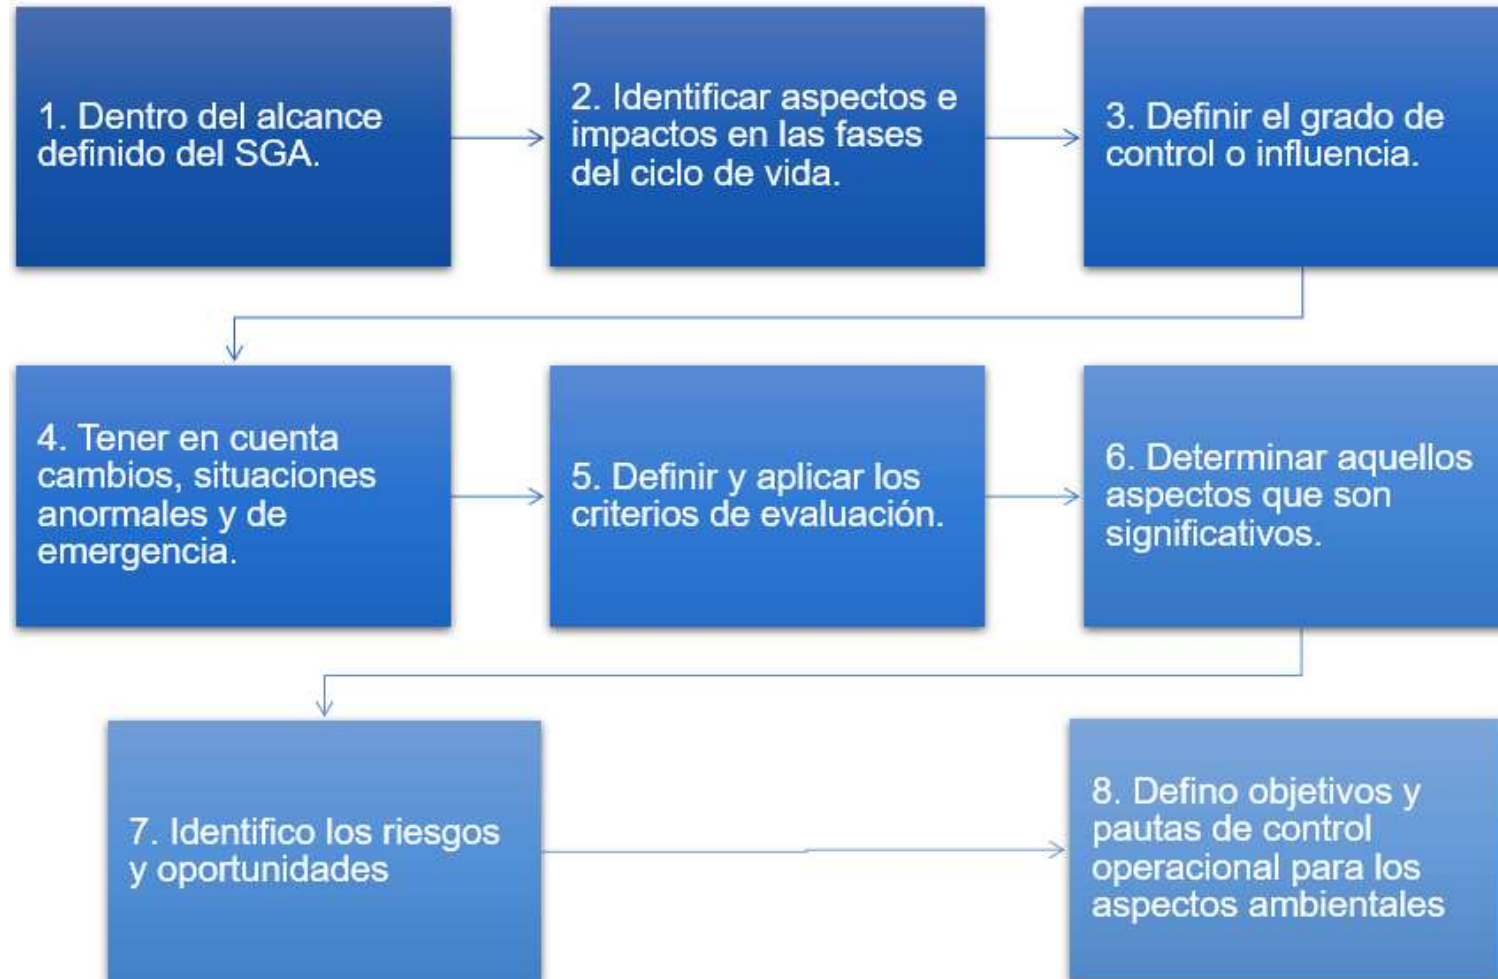 1. Dentro del alcance
definido del SGA.
2. Identificar aspectos e
impactos en las fases
del ciclo de vida.
3. Definir el grado de
control o influencia.
4. Tener en cuenta
cambios, situaciones
anormales y de
emergencia.
5. Definir y aplicar los
criterios de evaluación.
6. Determinar aquellos
aspectos que son
significativos.
7. Identifico los riesgos
y oportunidades
8. Defino objetivos y
pautas de control
operacional para los
aspectos ambientales